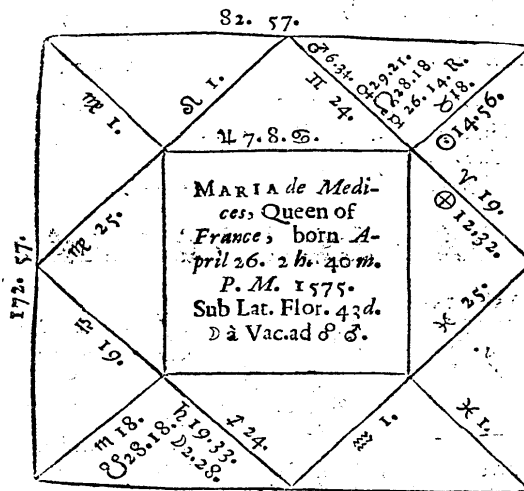 82. 57.
♂ 6.34.
♀ 29.21.
☊ 28.18.
☿ 26. 14. R.
♉ 18.
☉ 14.56.
♊ 24.
♌ 1.
♍ 1.
♃ 7. 8. ♋.
♈ 19.
⊕ 12.32.
MARIA de Medi-
ces, Queen of
France, born A-
pril 26. 2 h. 40 m.
P. M. 1575.
Sub Lat. Flor. 43 d.
☽ à Vac. ad ☍ ♂.
♍ 25.
172. 57.
♎ 19.
♓ 25.
♏ 18.
☋ 28.18.
♄ 19.33.
☽ 2.28.
♐ 24.
♒ 1.
♓ 1.